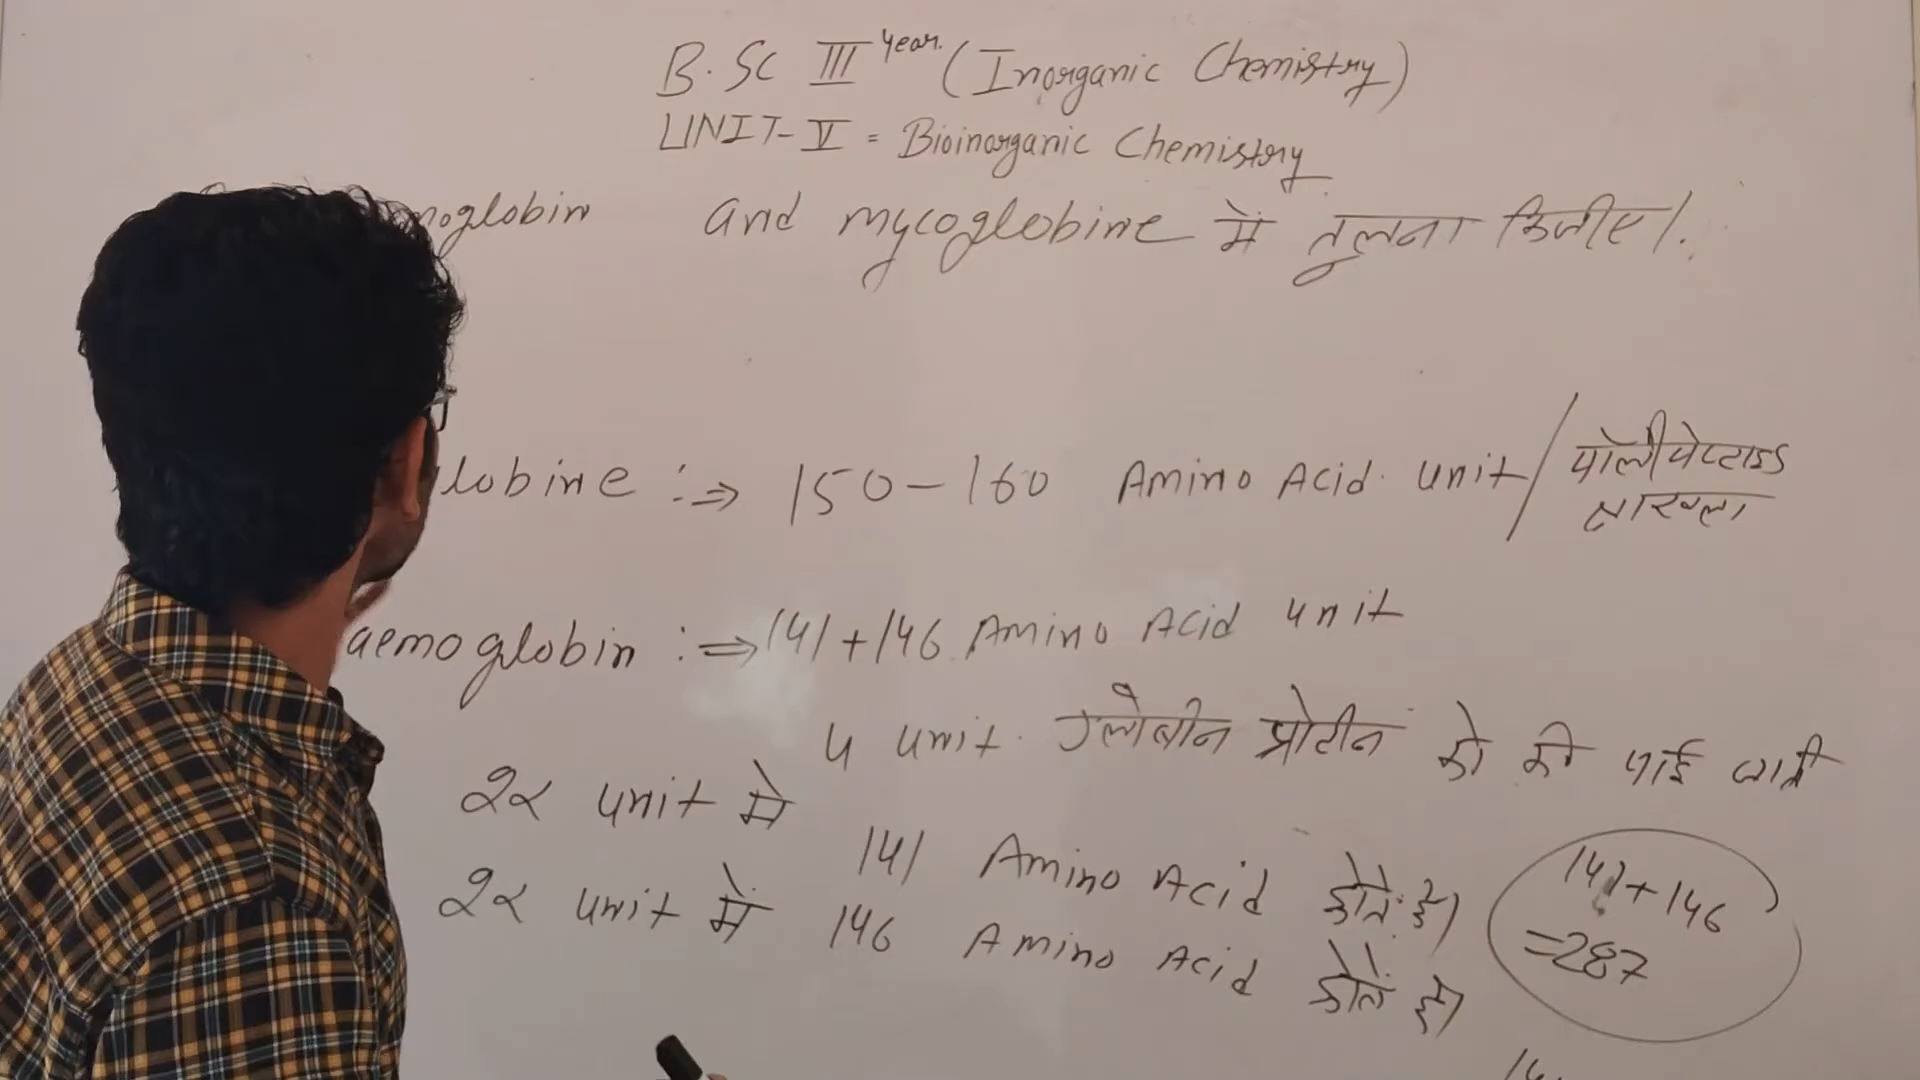 B.Sc III year. (Inorganic Chemistry)
UNIT-V = Bioinorganic Chemistry
moglobin and mycoglobine में तुलना किजीए।.
lobine :⇒ 150-160 Amino Acid unit / पोलीपेप्टाइड
aemoglobin :⇒ 141+146 Amino Acid unit
4 unit ग्लोबीन प्रोटीन की पाई जाती
2α unit में 141 Amino Acid होते है।
2α unit में 146 Amino Acid होते है।
141+146
=287